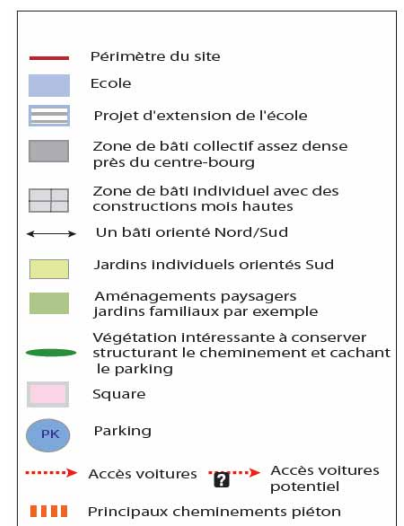 Périmètre du site
Ecole
Projet d'extension de l'école
Zone de bâti collectif assez dense
près du centre-bourg
Zone de bâti individuel avec des
constructions mois hautes
Un bâti orienté Nord/Sud
Jardins individuels orientés Sud
Aménagements paysagers
jardins familiaux par exemple
Végétation intéressante à conserver
structurant le cheminement et cachant
le parking
Square
PK Parking
Accès voitures ? Accès voitures
potentiel
Principaux cheminements piéton